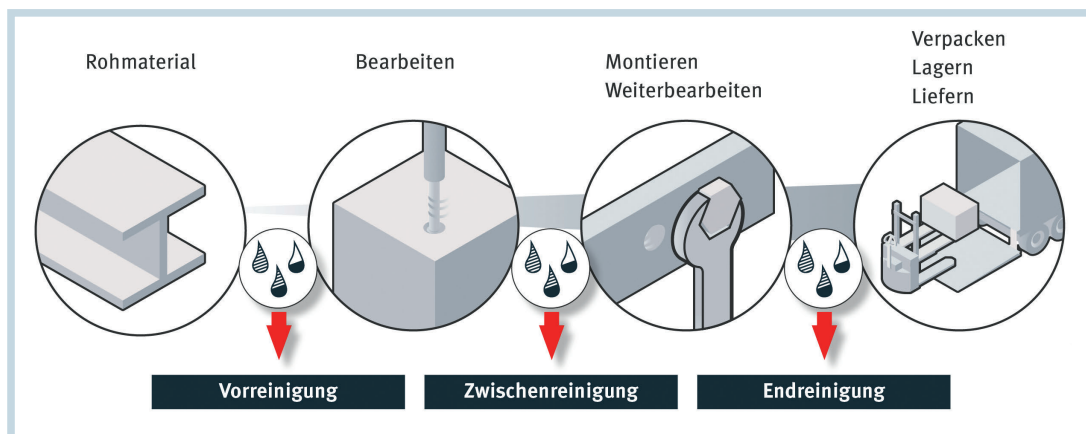 Rohmaterial
Bearbeiten
Montieren
Weiterbearbeiten
Verpacken
Lagern
Liefern
Vorreinigung
Zwischenreinigung
Endreinigung